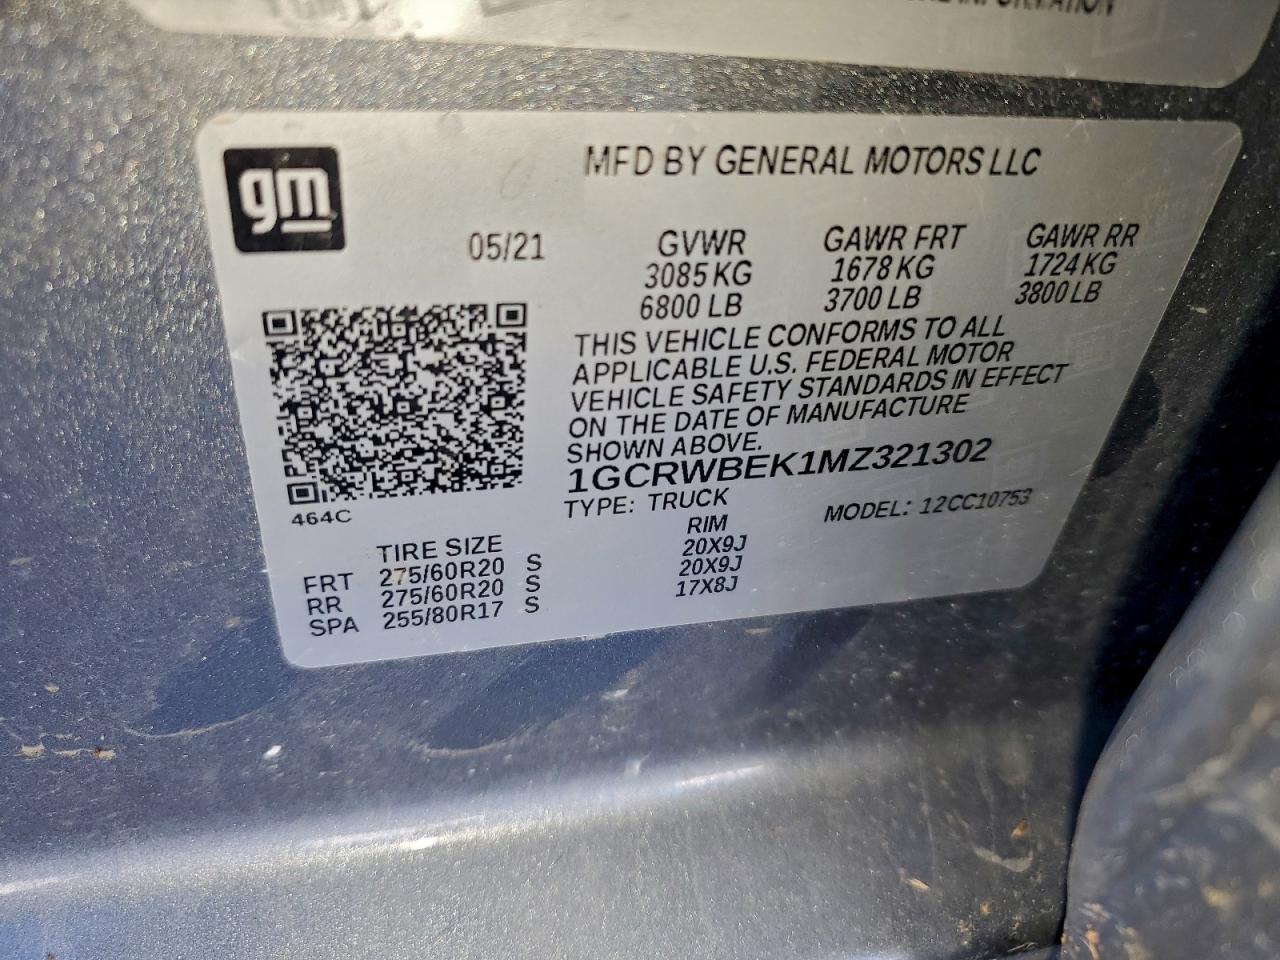 INFORMATION
gm
MFD BY GENERAL MOTORS LLC
05/21
GVWR GAWR FRT GAWR RR
3085 KG 1678 KG 1724 KG
6800 LB 3700 LB 3800 LB
THIS VEHICLE CONFORMS TO ALL
APPLICABLE U.S. FEDERAL MOTOR
VEHICLE SAFETY STANDARDS IN EFFECT
ON THE DATE OF MANUFACTURE
SHOWN ABOVE.
1GCRWBEK1MZ321302
TYPE: TRUCK MODEL: 12CC10753
464C
TIRE SIZE RIM
FRT 275/60R20 S 20X9J
RR 275/60R20 S 20X9J
SPA 255/80R17 S 17X8J